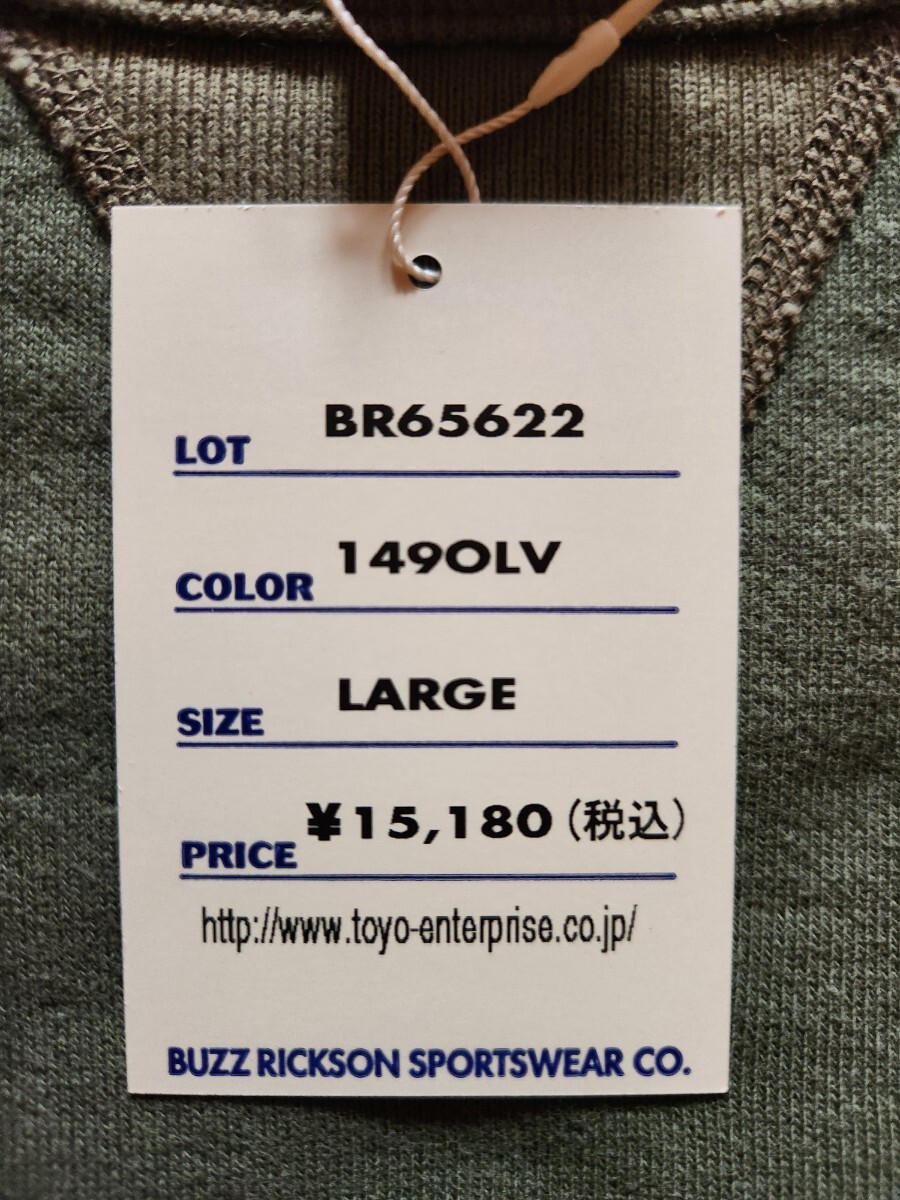 LOT BR65622
COLOR 149OLV
SIZE LARGE
PRICE ¥15,180(税込)
http://www.toyo-enterprise.co.jp/
BUZZ RICKSON SPORTSWEAR CO.